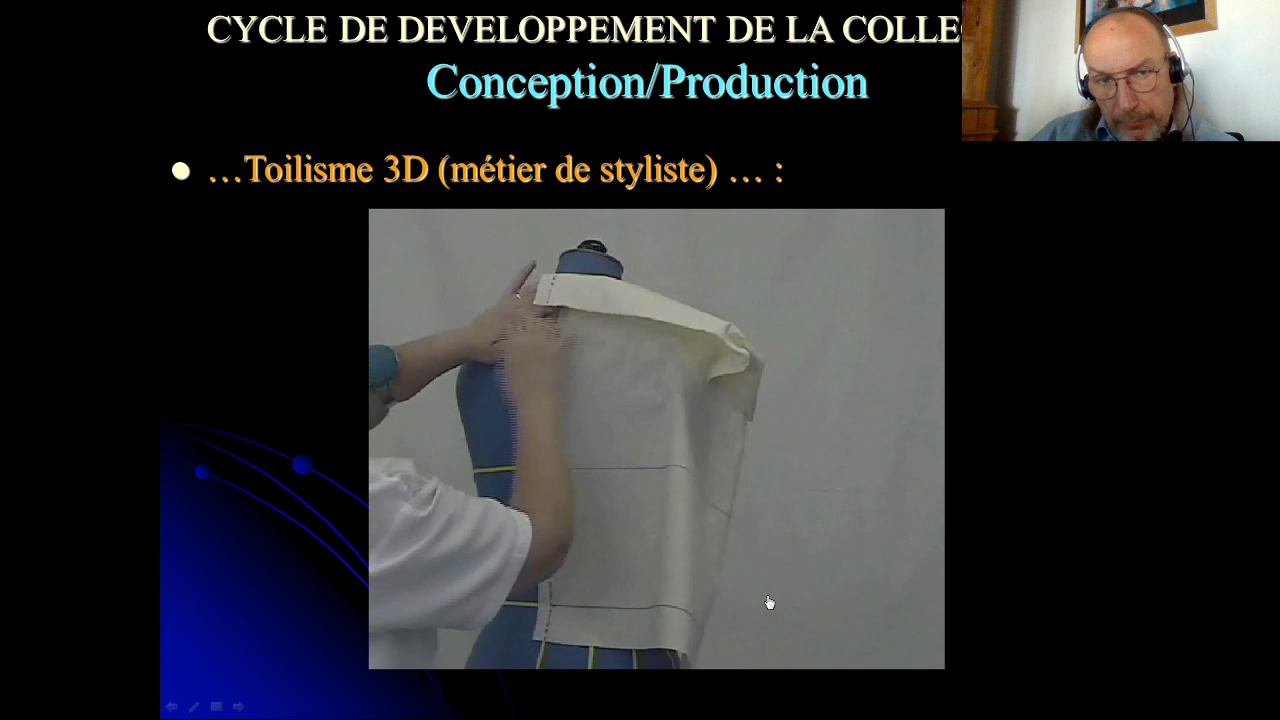 CYCLE DE DEVELOPPEMENT DE LA COLLE
Conception/Production
• …Toilisme 3D (métier de styliste) … :